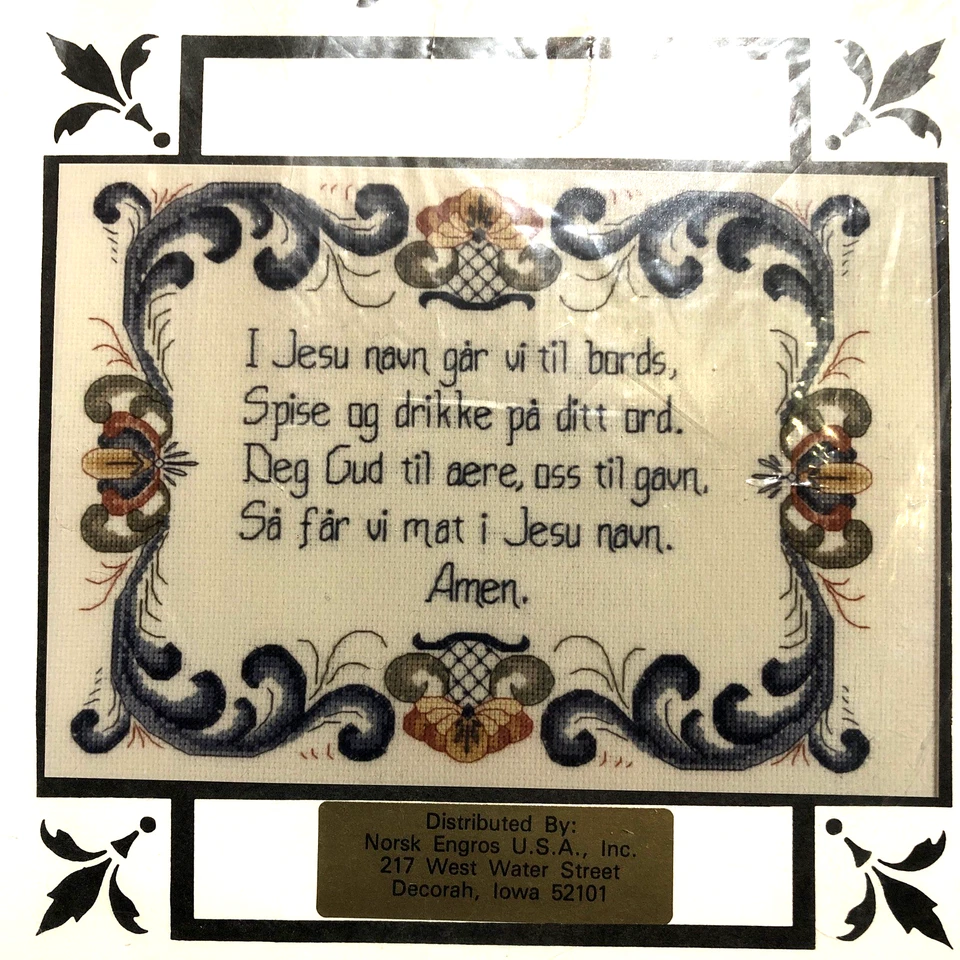 I Jesu navn går vi til bords,
Spise og drikke på ditt ord.
Deg Gud til aere, oss til gavn,
Så får vi mat i Jesu navn.
Amen.
Distributed By:
Norsk Engros U.S.A., Inc.
217 West Water Street
Decorah, Iowa 52101